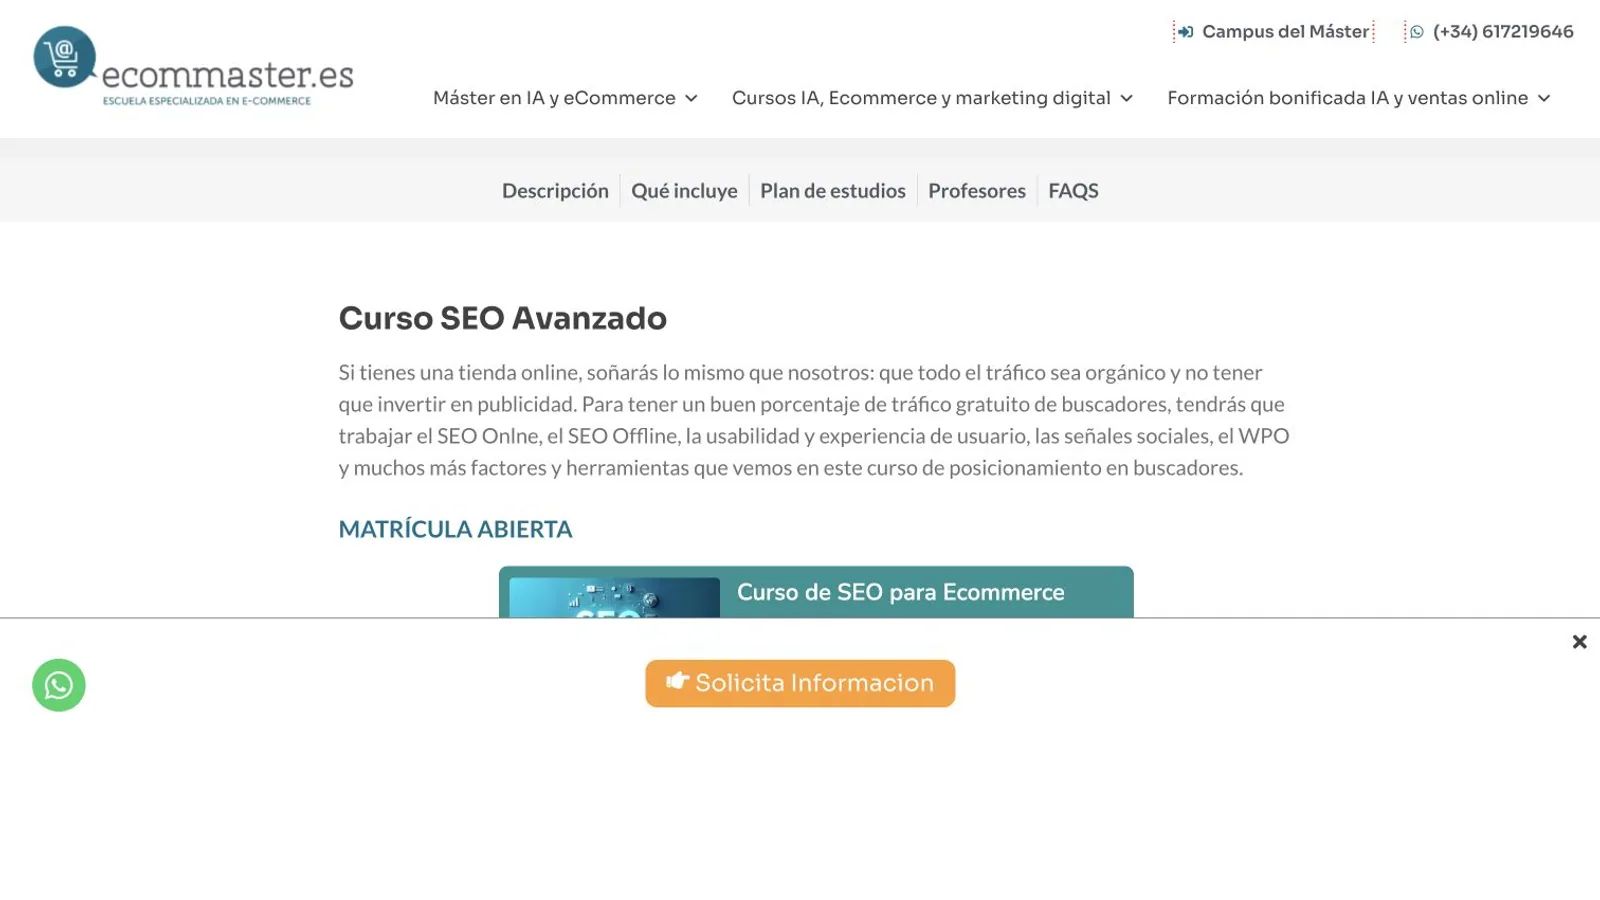 Campus del Máster
(+34) 617219646
ecommaster.es
ESCUELA ESPECIALIZADA EN E-COMMERCE
Máster en IA y eCommerce
Cursos IA, Ecommerce y marketing digital
Formación bonificada IA y ventas online
Descripción
Qué incluye
Plan de estudios
Profesores
FAQS
Curso SEO Avanzado
Si tienes una tienda online, soñarás lo mismo que nosotros: que todo el tráfico sea orgánico y no tener
que invertir en publicidad. Para tener un buen porcentaje de tráfico gratuito de buscadores, tendrás que
trabajar el SEO Onlne, el SEO Offline, la usabilidad y experiencia de usuario, las señales sociales, el WPO
y muchos más factores y herramientas que vemos en este curso de posicionamiento en buscadores.
MATRÍCULA ABIERTA
SEO
Curso de SEO para Ecommerce
Solicita Informacion